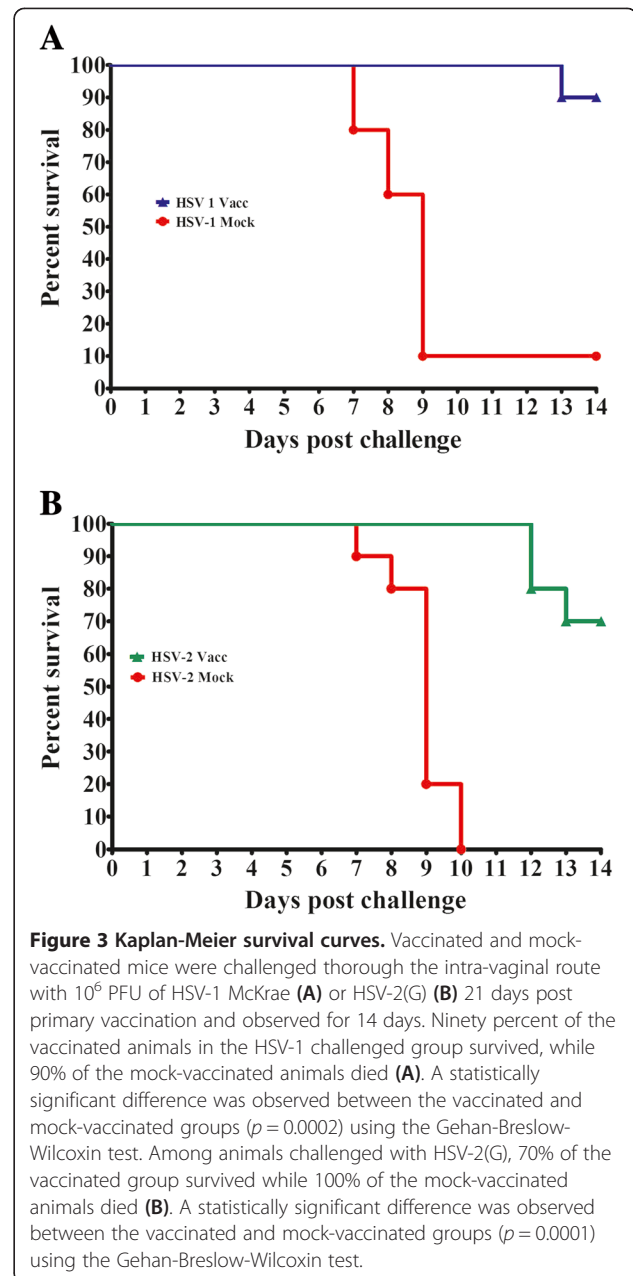 A
100
90
80
70
60
50
40
30
20
10
0
Percent survival
HSV 1 Vacc
HSV-1 Mock
0 1 2 3 4 5 6 7 8 9 10 11 12 13 14
Days post challenge
B
100
90
80
70
60
50
40
30
20
10
0
Percent survival
HSV-2 Vacc
HSV-2 Mock
0 1 2 3 4 5 6 7 8 9 10 11 12 13 14
Days post challenge
Figure 3 Kaplan-Meier survival curves. Vaccinated and mock-
vaccinated mice were challenged thorough the intra-vaginal route
with 10⁶ PFU of HSV-1 McKrae (A) or HSV-2(G) (B) 21 days post
primary vaccination and observed for 14 days. Ninety percent of the
vaccinated animals in the HSV-1 challenged group survived, while
90% of the mock-vaccinated animals died (A). A statistically
significant difference was observed between the vaccinated and
mock-vaccinated groups (p = 0.0002) using the Gehan-Breslow-
Wilcoxin test. Among animals challenged with HSV-2(G), 70% of the
vaccinated group survived while 100% of the mock-vaccinated
animals died (B). A statistically significant difference was observed
between the vaccinated and mock-vaccinated groups (p = 0.0001)
using the Gehan-Breslow-Wilcoxin test.